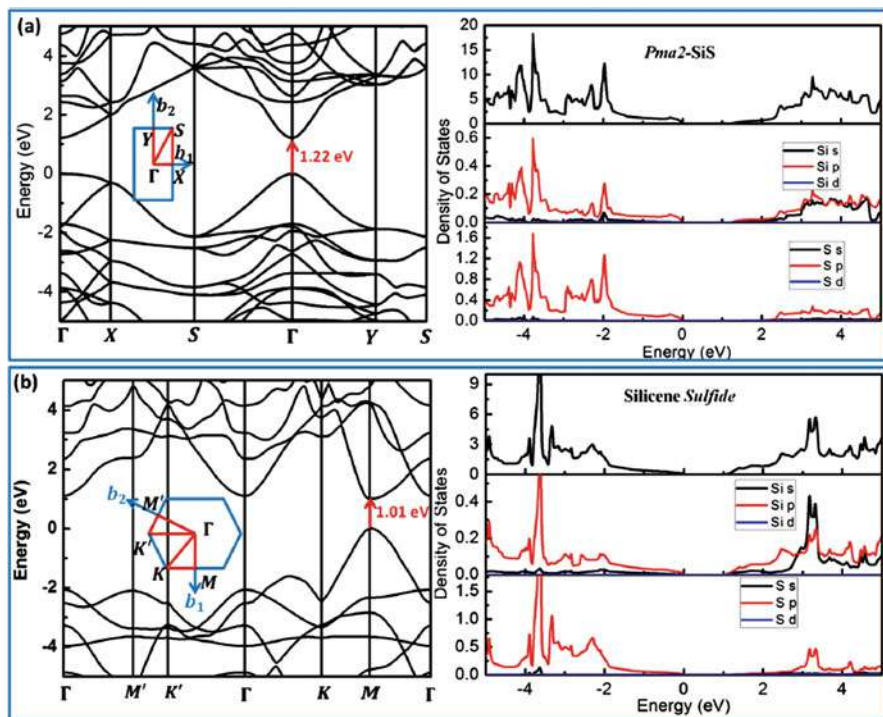 (a)
Energy (eV)
4
2
0
-2
-4
b₂
S
Y
b₁
Γ
X
1.22 eV
Γ X S Γ Y S
Pma2-SiS
Density of States
25
20
15
10
5
0
0.6
0.4
0.2
0.0
Si s
Si p
Si d
1.6
1.2
0.8
0.4
0.0
S s
S p
S d
-4 -2 0 2 4
Energy (eV)
(b)
Energy (eV)
4
2
0
-2
-4
b₂
M′
Γ
K′
K
M
b₁
1.01 eV
Γ M′ K′ Γ K M Γ
Silicene Sulfide
Density of States
9
6
3
0
0.4
0.2
0.0
Si s
Si p
Si d
1.5
1.0
0.5
0.0
S s
S p
S d
-4 -2 0 2 4
Energy (eV)